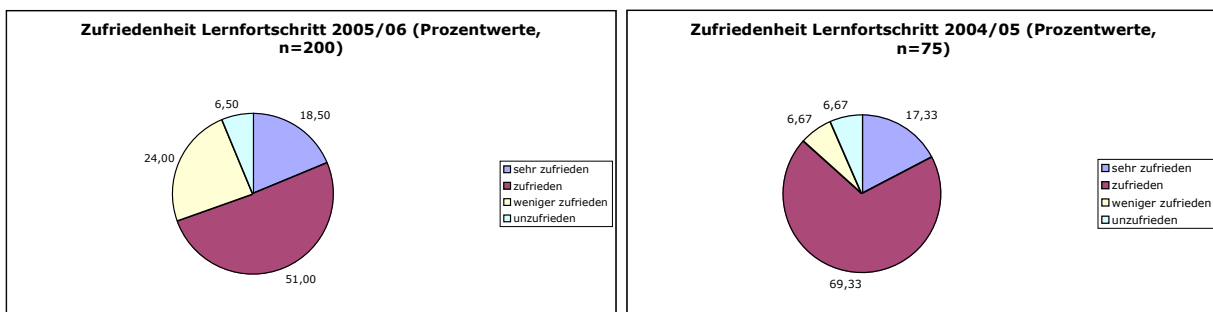 Zufriedenheit Lernfortschritt 2005/06 (Prozentwerte,
n=200)
6,50
18,50
24,00
51,00
sehr zufrieden
zufrieden
weniger zufrieden
unzufrieden
Zufriedenheit Lernfortschritt 2004/05 (Prozentwerte,
n=75)
6,67
6,67
17,33
69,33
sehr zufrieden
zufrieden
weniger zufrieden
unzufrieden